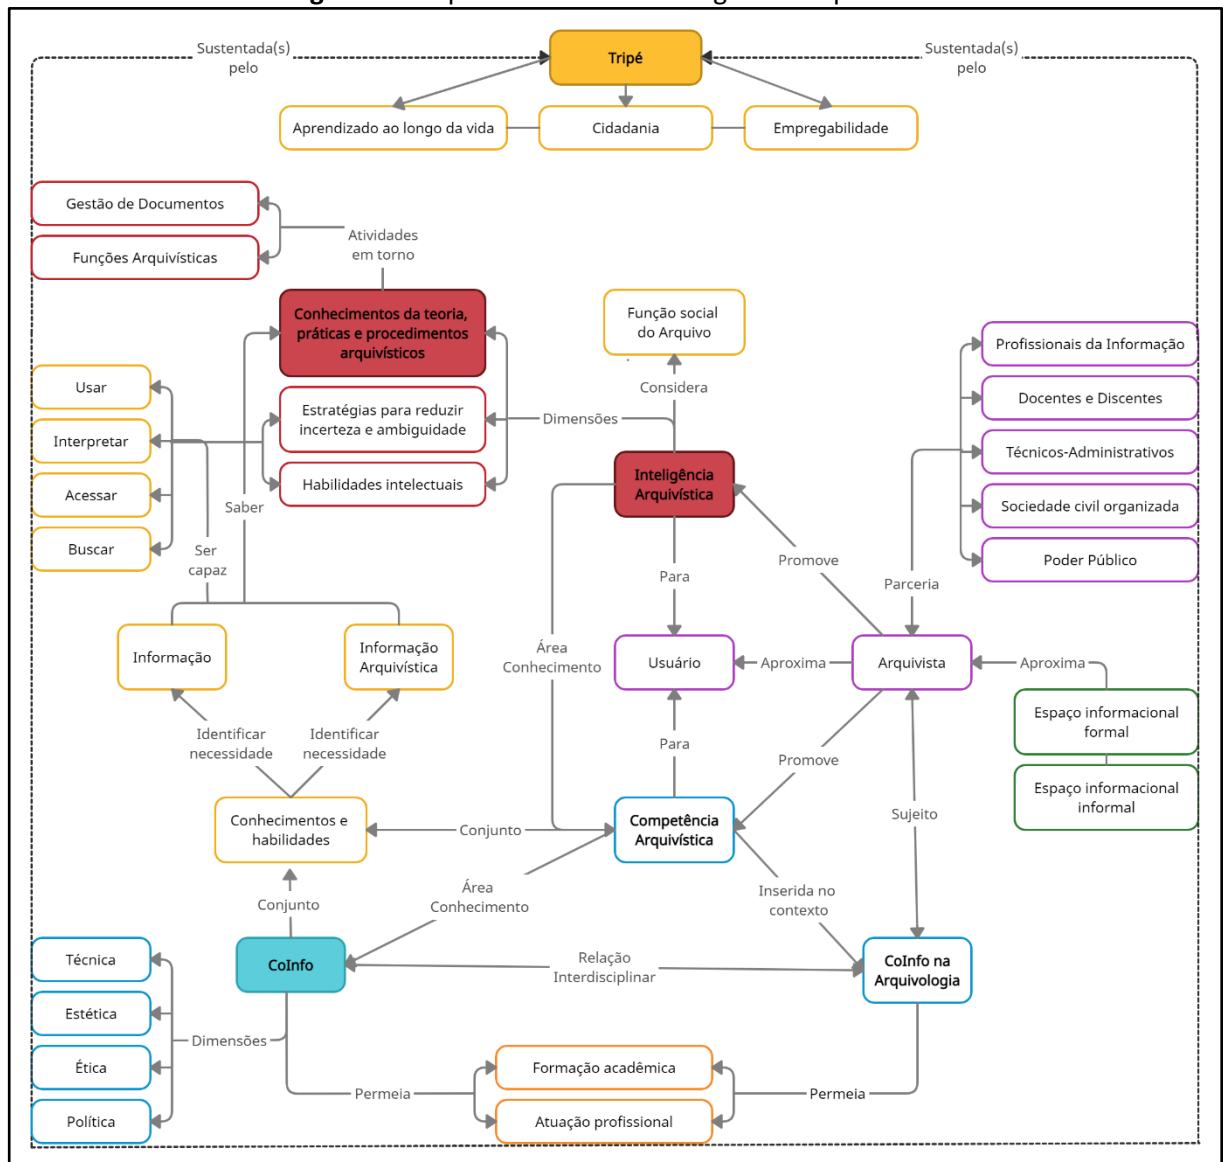 Sustentada(s)
pelo
Tripé
Sustentada(s)
pelo
Aprendizado ao longo da vida
Cidadania
Empregabilidade
Gestão de Documentos
Funções Arquivísticas
Atividades
em torno
Conhecimentos da teoria,
práticas e procedimentos
arquivísticos
Função social
do Arquivo
Considera
Profissionais da Informação
Docentes e Discentes
Técnicos-Administrativos
Sociedade civil organizada
Poder Público
Usar
Interpretar
Acessar
Buscar
Estratégias para reduzir
incerteza e ambiguidade
Habilidades intelectuais
Dimensões
Inteligência
Arquivística
Saber
Ser
capaz
Para
Promove
Parceria
Informação
Informação
Arquivística
Área
Conhecimento
Usuário
Aproxima
Arquivista
Aproxima
Espaço informacional
formal
Espaço informacional
informal
Identificar
necessidade
Identificar
necessidade
Para
Promove
Sujeito
Conhecimentos e
habilidades
Conjunto
Competência
Arquivística
Conjunto
Área
Conhecimento
Inserida no
contexto
CoInfo
Relação
Interdisciplinar
CoInfo na
Arquivologia
Técnica
Estética
Ética
Política
Dimensões
Permeia
Formação acadêmica
Atuação profissional
Permeia